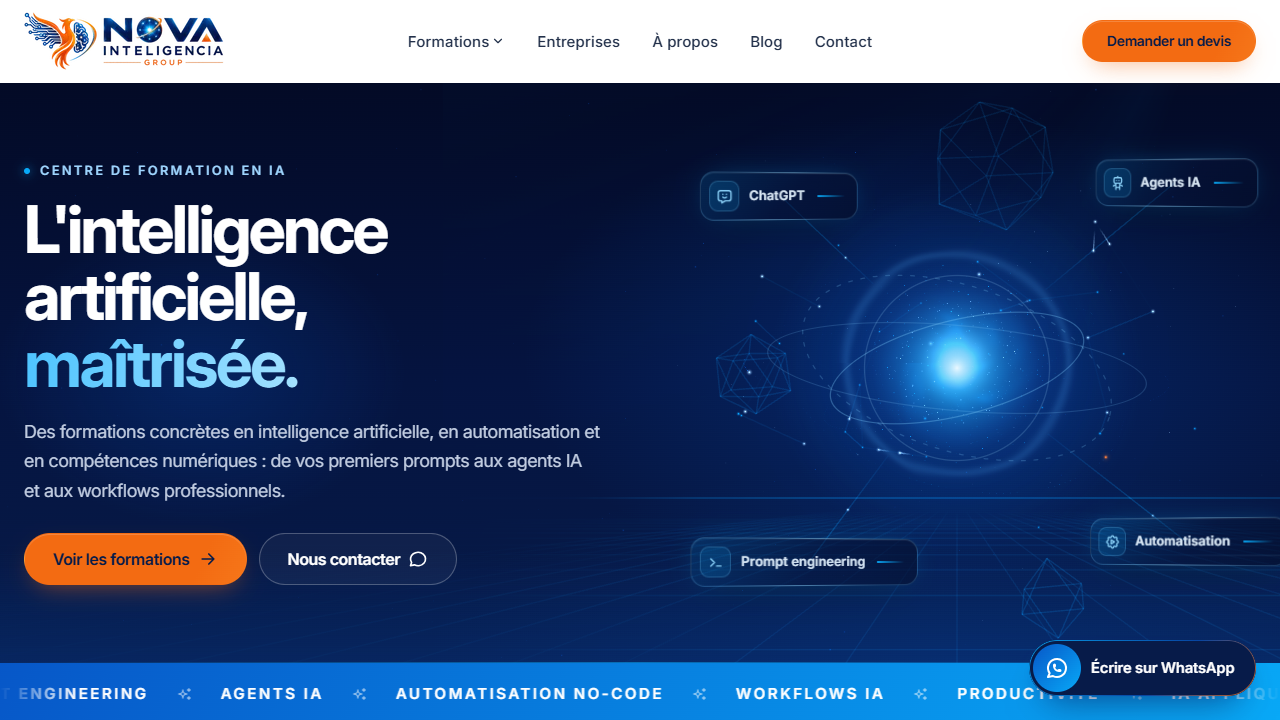 NOVA
INTELIGENCIA
GROUP
Formations
Entreprises
À propos
Blog
Contact
Demander un devis
CENTRE DE FORMATION EN IA
L'intelligence
artificielle,
maîtrisée.
Des formations concrètes en intelligence artificielle, en automatisation et
en compétences numériques : de vos premiers prompts aux agents IA
et aux workflows professionnels.
Voir les formations
Nous contacter
ChatGPT
Agents IA
Prompt engineering
Automatisation
Écrire sur WhatsApp
ENGINEERING
AGENTS IA
AUTOMATISATION NO-CODE
WORKFLOWS IA
PRODUCTIVITÉ